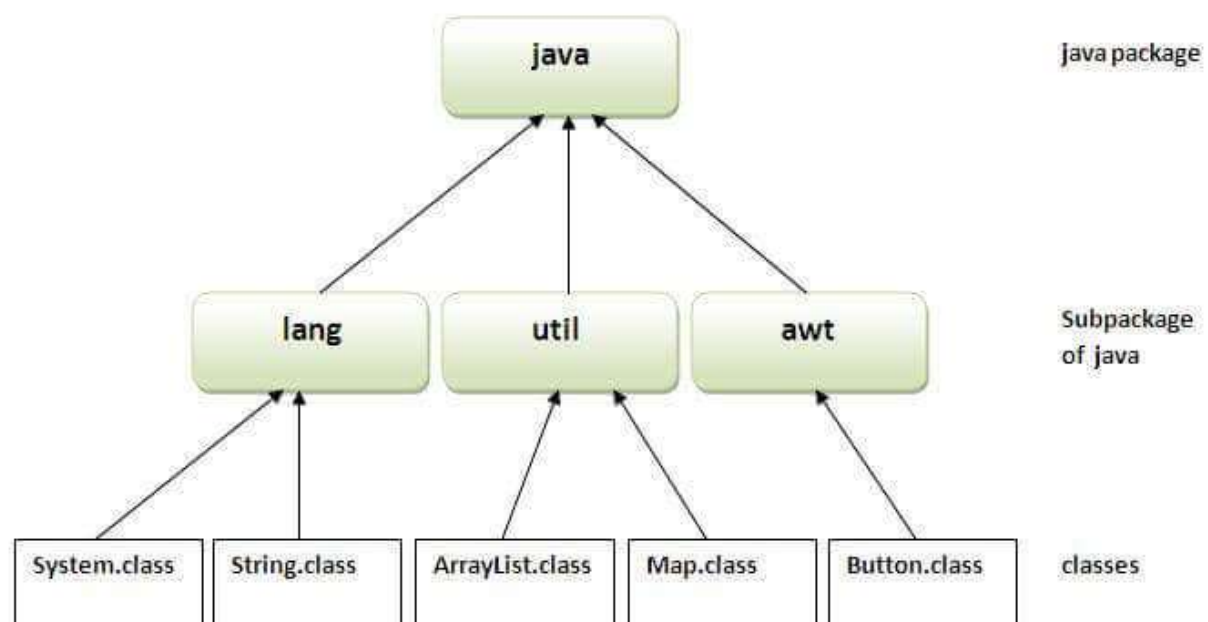 java
java package
lang
util
awt
Subpackage
of java
System.class
String.class
ArrayList.class
Map.class
Button.class
classes